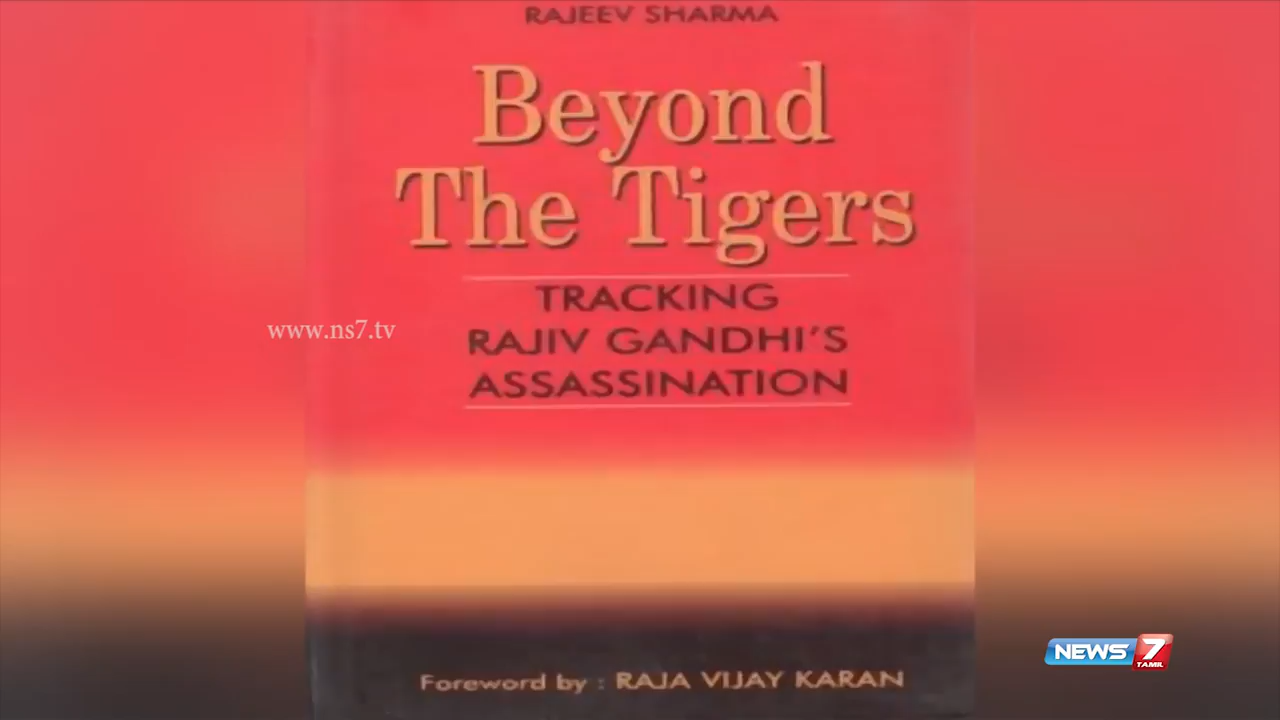 RAJEEV SHARMA
Beyond
The Tigers
TRACKING
RAJIV GANDHI'S
ASSASSINATION
www.ns7.tv
NEWS 7
TAMIL
Foreword by : RAJA VIJAY KARAN